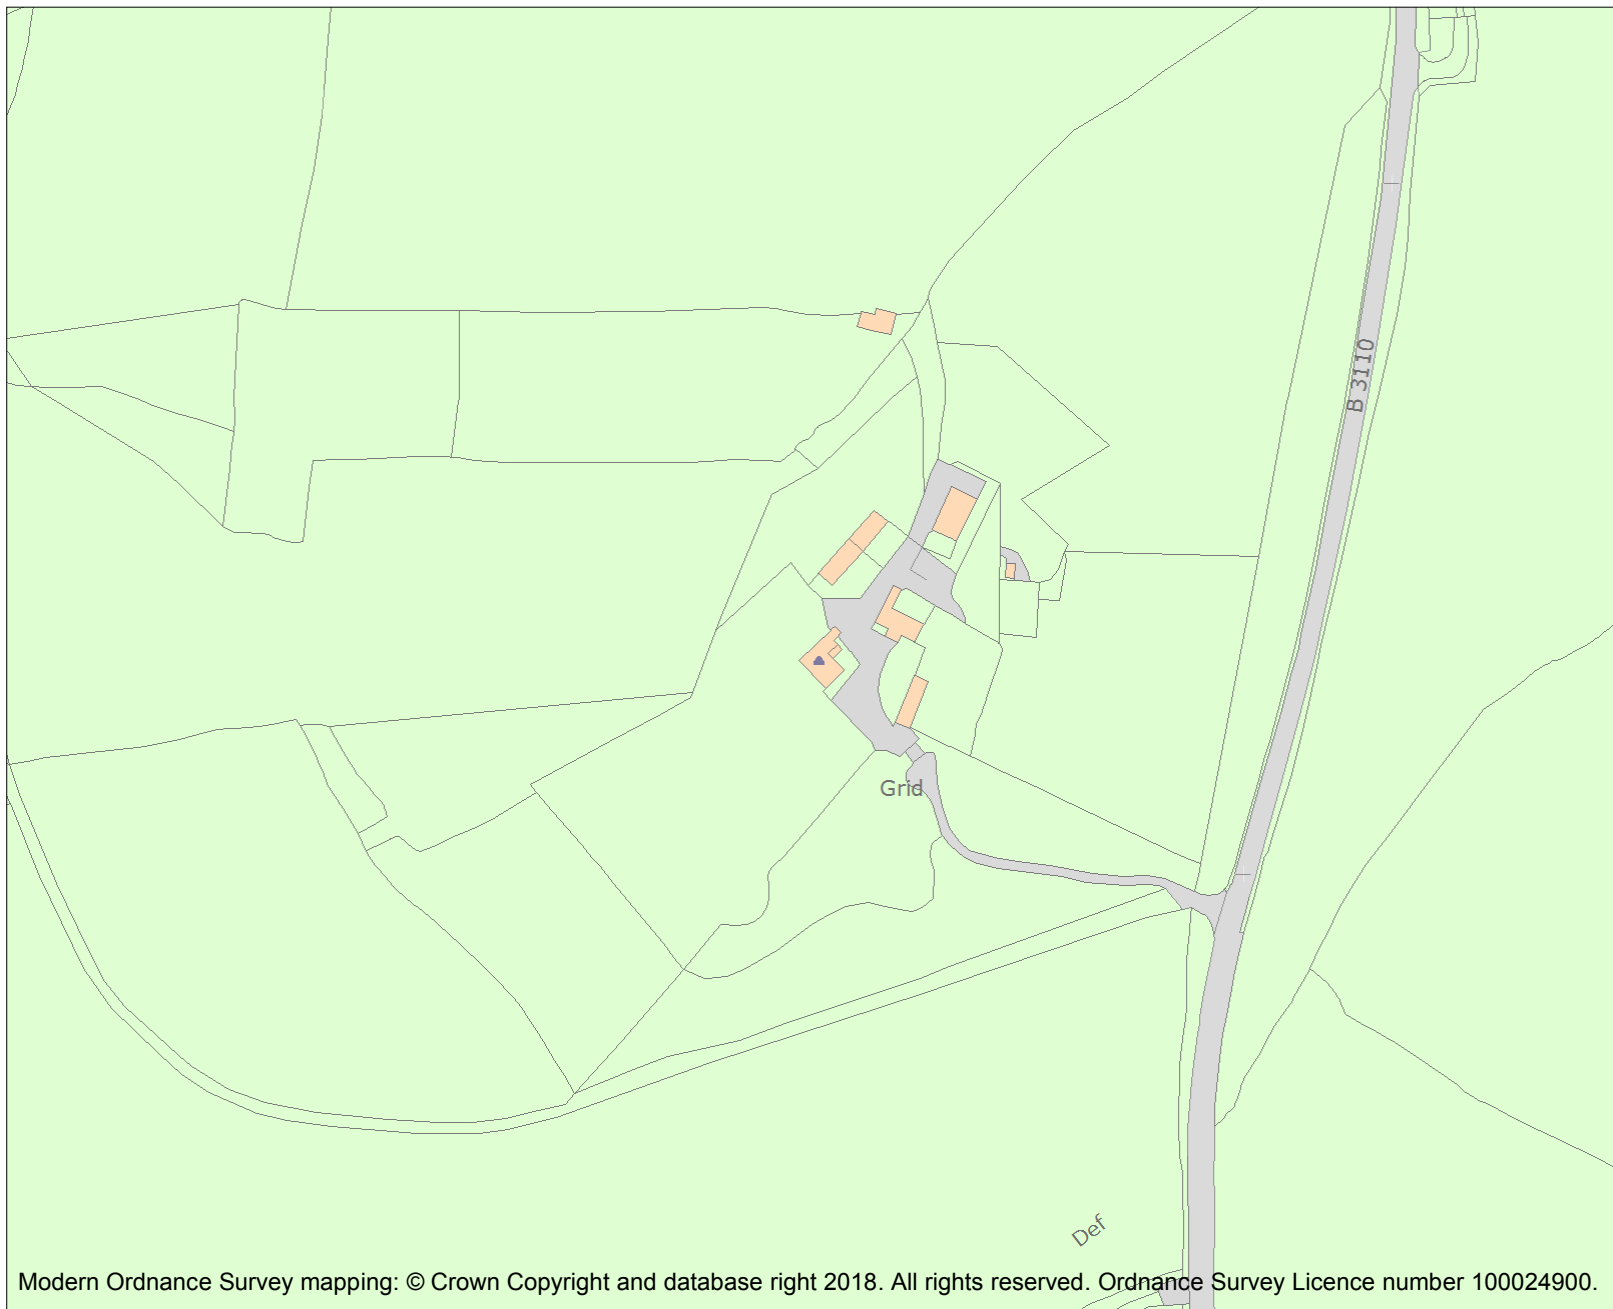 B 3110
Grid
Def
Modern Ordnance Survey mapping: © Crown Copyright and database right 2018. All rights reserved. Ordnance Survey Licence number 100024900.